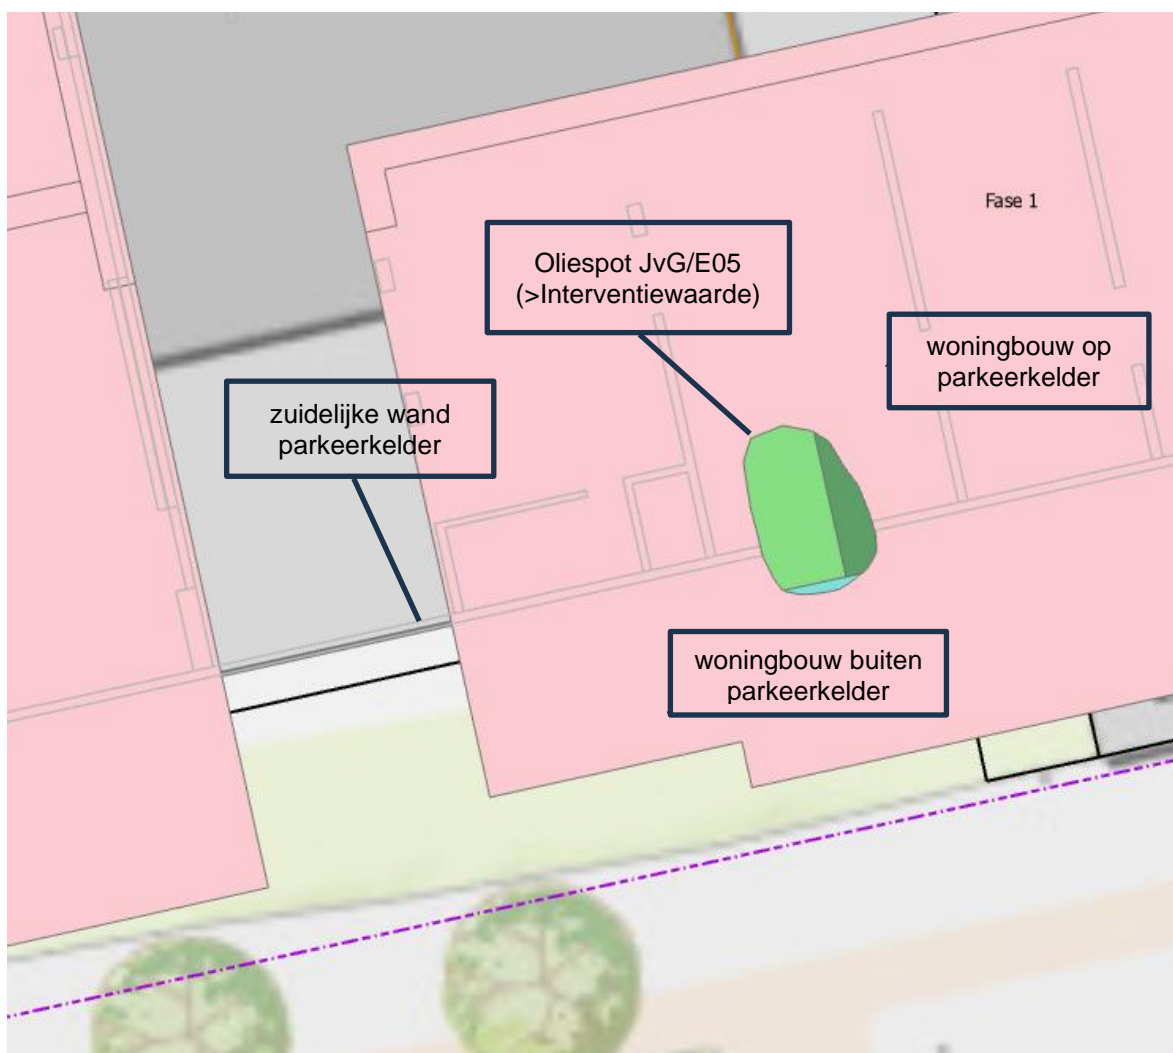 Fase 1
Oliespot JvG/E05
(>Interventiewaarde)
woningbouw op
parkeerkelder
zuidelijke wand
parkeerkelder
woningbouw buiten
parkeerkelder